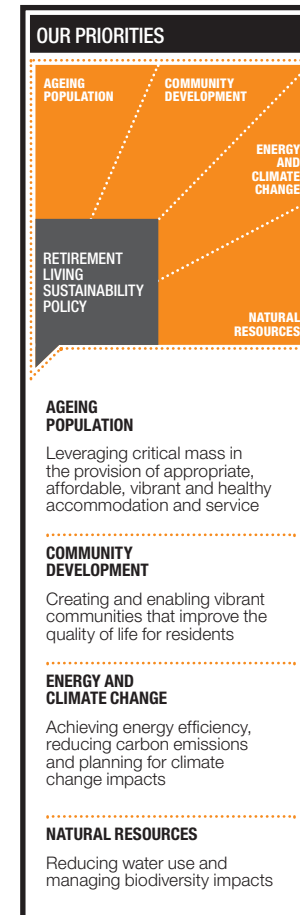 OUR PRIORITIES
AGEING
POPULATION
COMMUNITY
DEVELOPMENT
ENERGY
AND
CLIMATE
CHANGE
RETIREMENT
LIVING
SUSTAINABILITY
POLICY
NATURAL
RESOURCES
AGEING
POPULATION
Leveraging critical mass in
the provision of appropriate,
affordable, vibrant and healthy
accommodation and service
COMMUNITY
DEVELOPMENT
Creating and enabling vibrant
communities that improve the
quality of life for residents
ENERGY AND
CLIMATE CHANGE
Achieving energy efficiency,
reducing carbon emissions
and planning for climate
change impacts
NATURAL RESOURCES
Reducing water use and
managing biodiversity impacts